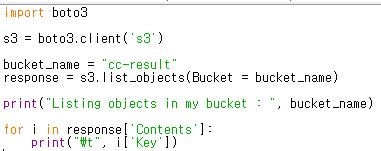 import boto3
s3 = boto3.client('s3')
bucket_name = "cc-result"
response = s3.list_objects(Bucket = bucket_name)
print("Listing objects in my bucket : ", bucket_name)
for i in response['Contents']:
    print("₩t", i['Key'])